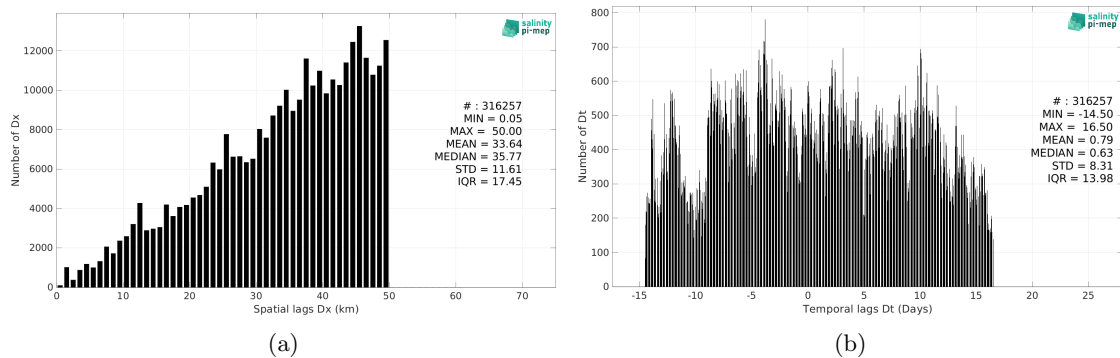 salinity
pi-mep
12000
10000
8000
6000
4000
2000
0
Number of Dx
# : 316257
MIN = 0.05
MAX = 50.00
MEAN = 33.64
MEDIAN = 35.77
STD = 11.61
IQR = 17.45
0 10 20 30 40 50 60 70
Spatial lags Dx (km)
(a)
salinity
pi-mep
800
700
600
500
400
300
200
100
0
Number of Dt
# : 316257
MIN = -14.50
MAX = 16.50
MEAN = 0.79
MEDIAN = 0.63
STD = 8.31
IQR = 13.98
-15 -10 -5 0 5 10 15 20 25
Temporal lags Dt (Days)
(b)